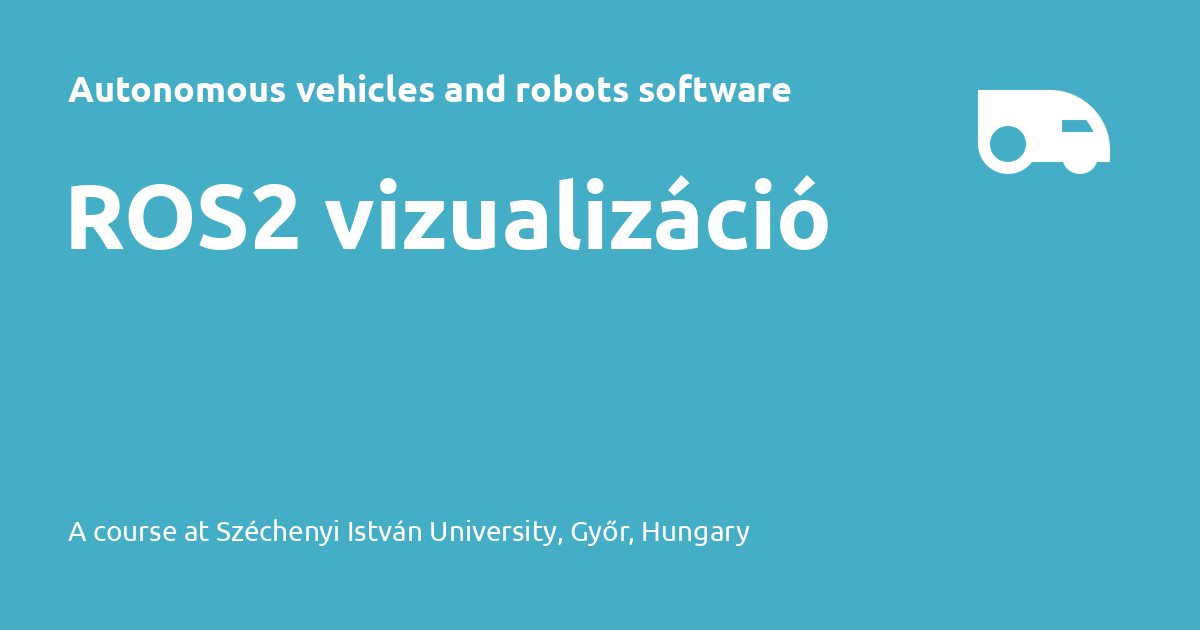 Autonomous vehicles and robots software
ROS2 vizualizáció
A course at Széchenyi István University, Győr, Hungary